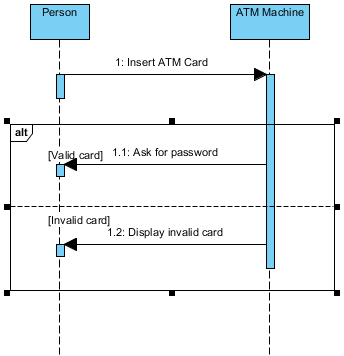 Person
ATM Machine
1: Insert ATM Card
alt
[Valid card]
1.1: Ask for password
[Invalid card]
1.2: Display invalid card